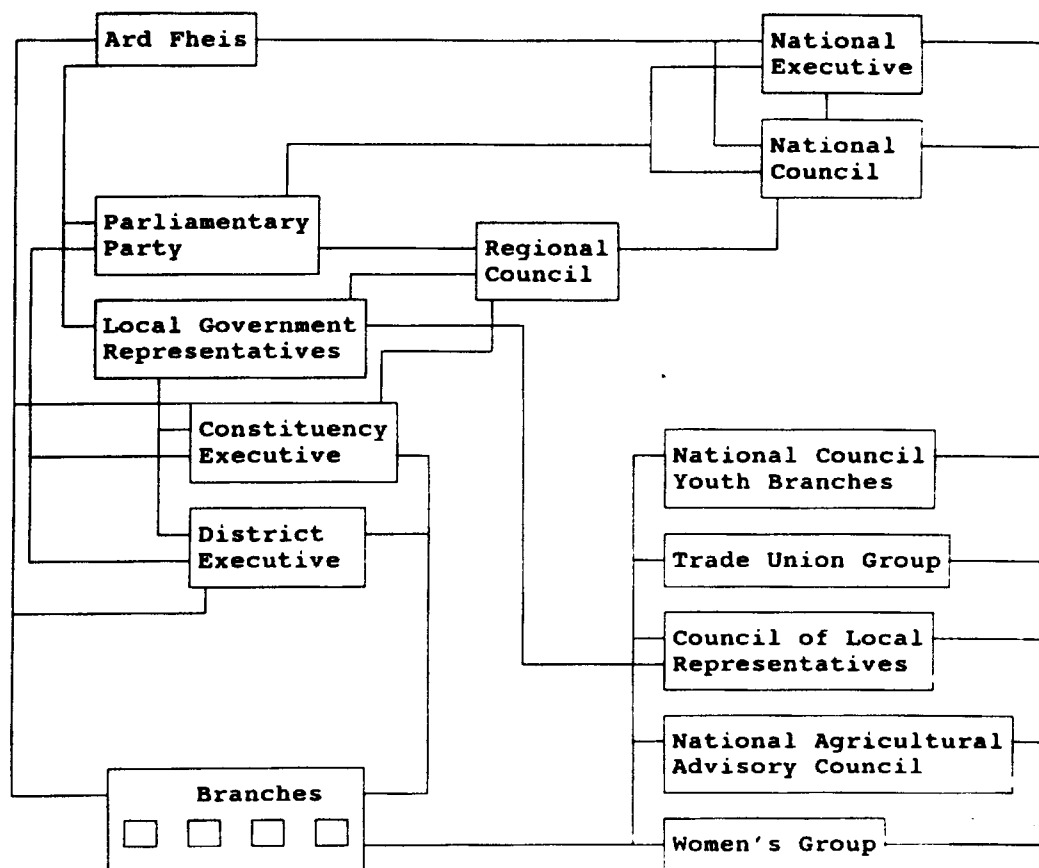 Ard Fheis
National
Executive
National
Council
Parliamentary
Party
Regional
Council
Local Government
Representatives
Constituency
Executive
National Council
Youth Branches
District
Executive
Trade Union Group
Council of Local
Representatives
National Agricultural
Advisory Council
Branches
Women's Group